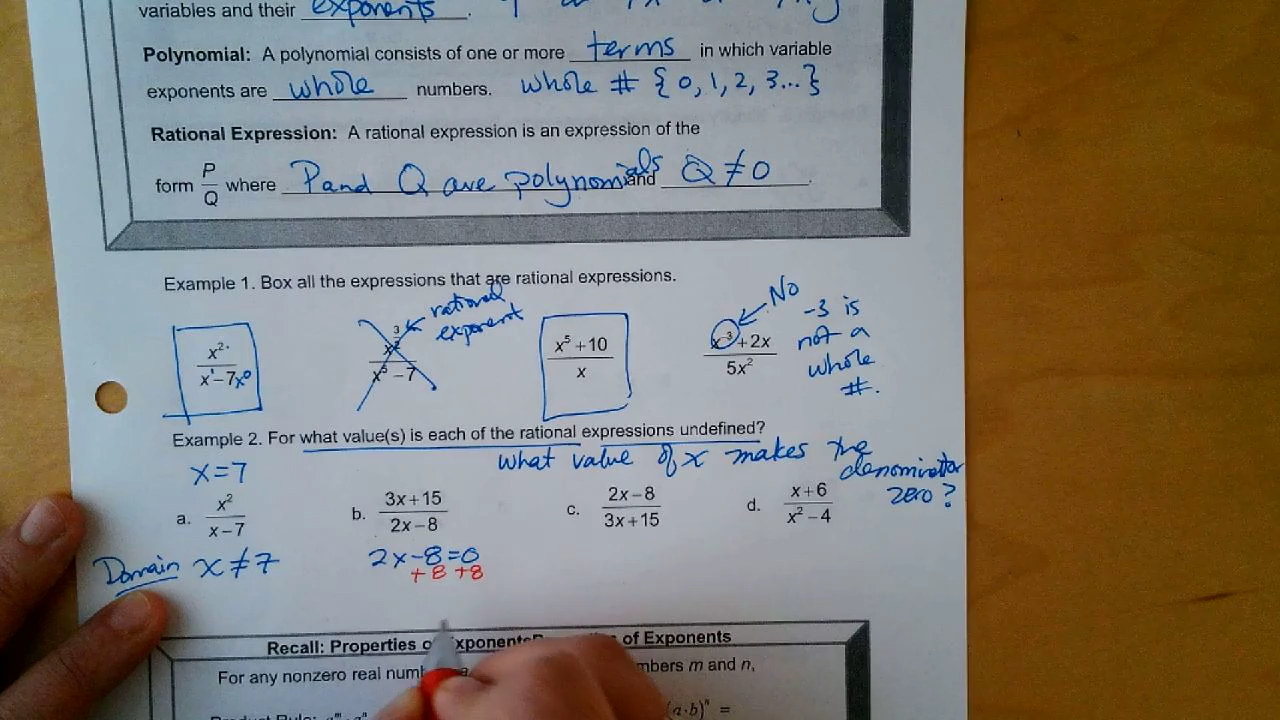 variables and their exponents.
Polynomial: A polynomial consists of one or more terms in which variable
exponents are whole numbers. whole # {0, 1, 2, 3...}
Rational Expression: A rational expression is an expression of the
form P/Q where P and Q are polynomials and Q ≠ 0.
Example 1. Box all the expressions that are rational expressions.
rational exponent
No
-3 is not a whole #.
x²/(x¹-7x⁰)
(x⁵+10)/x
5x²
Example 2. For what value(s) is each of the rational expressions undefined?
what value of x makes the denominator zero?
x=7
a. x²/(x-7) b. (3x+15)/(2x-8) c. (2x-8)/(3x+15) d. (x+6)/(x²-4)
Domain x≠7 2x-8=0
+8 +8
Recall: Properties of Exponents of Exponents
For any nonzero real numbers m and n,
Product Rule: (a·b)ⁿ =